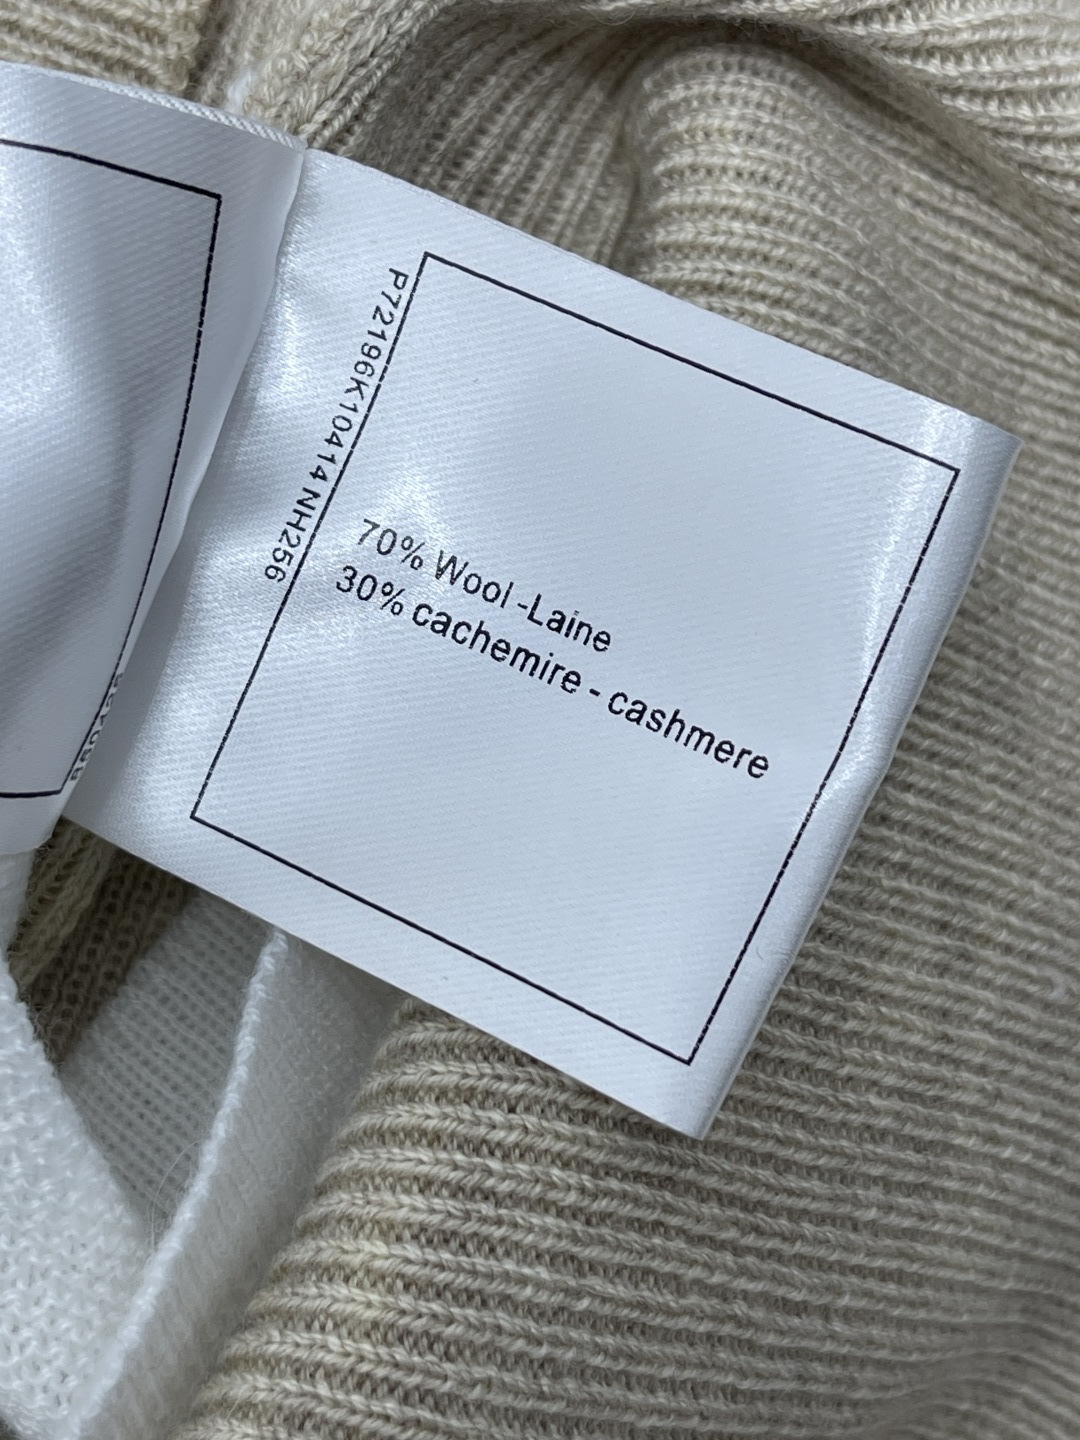 P72196K10414 NH256
70% Wool -Laine
30% cachemire - cashmere